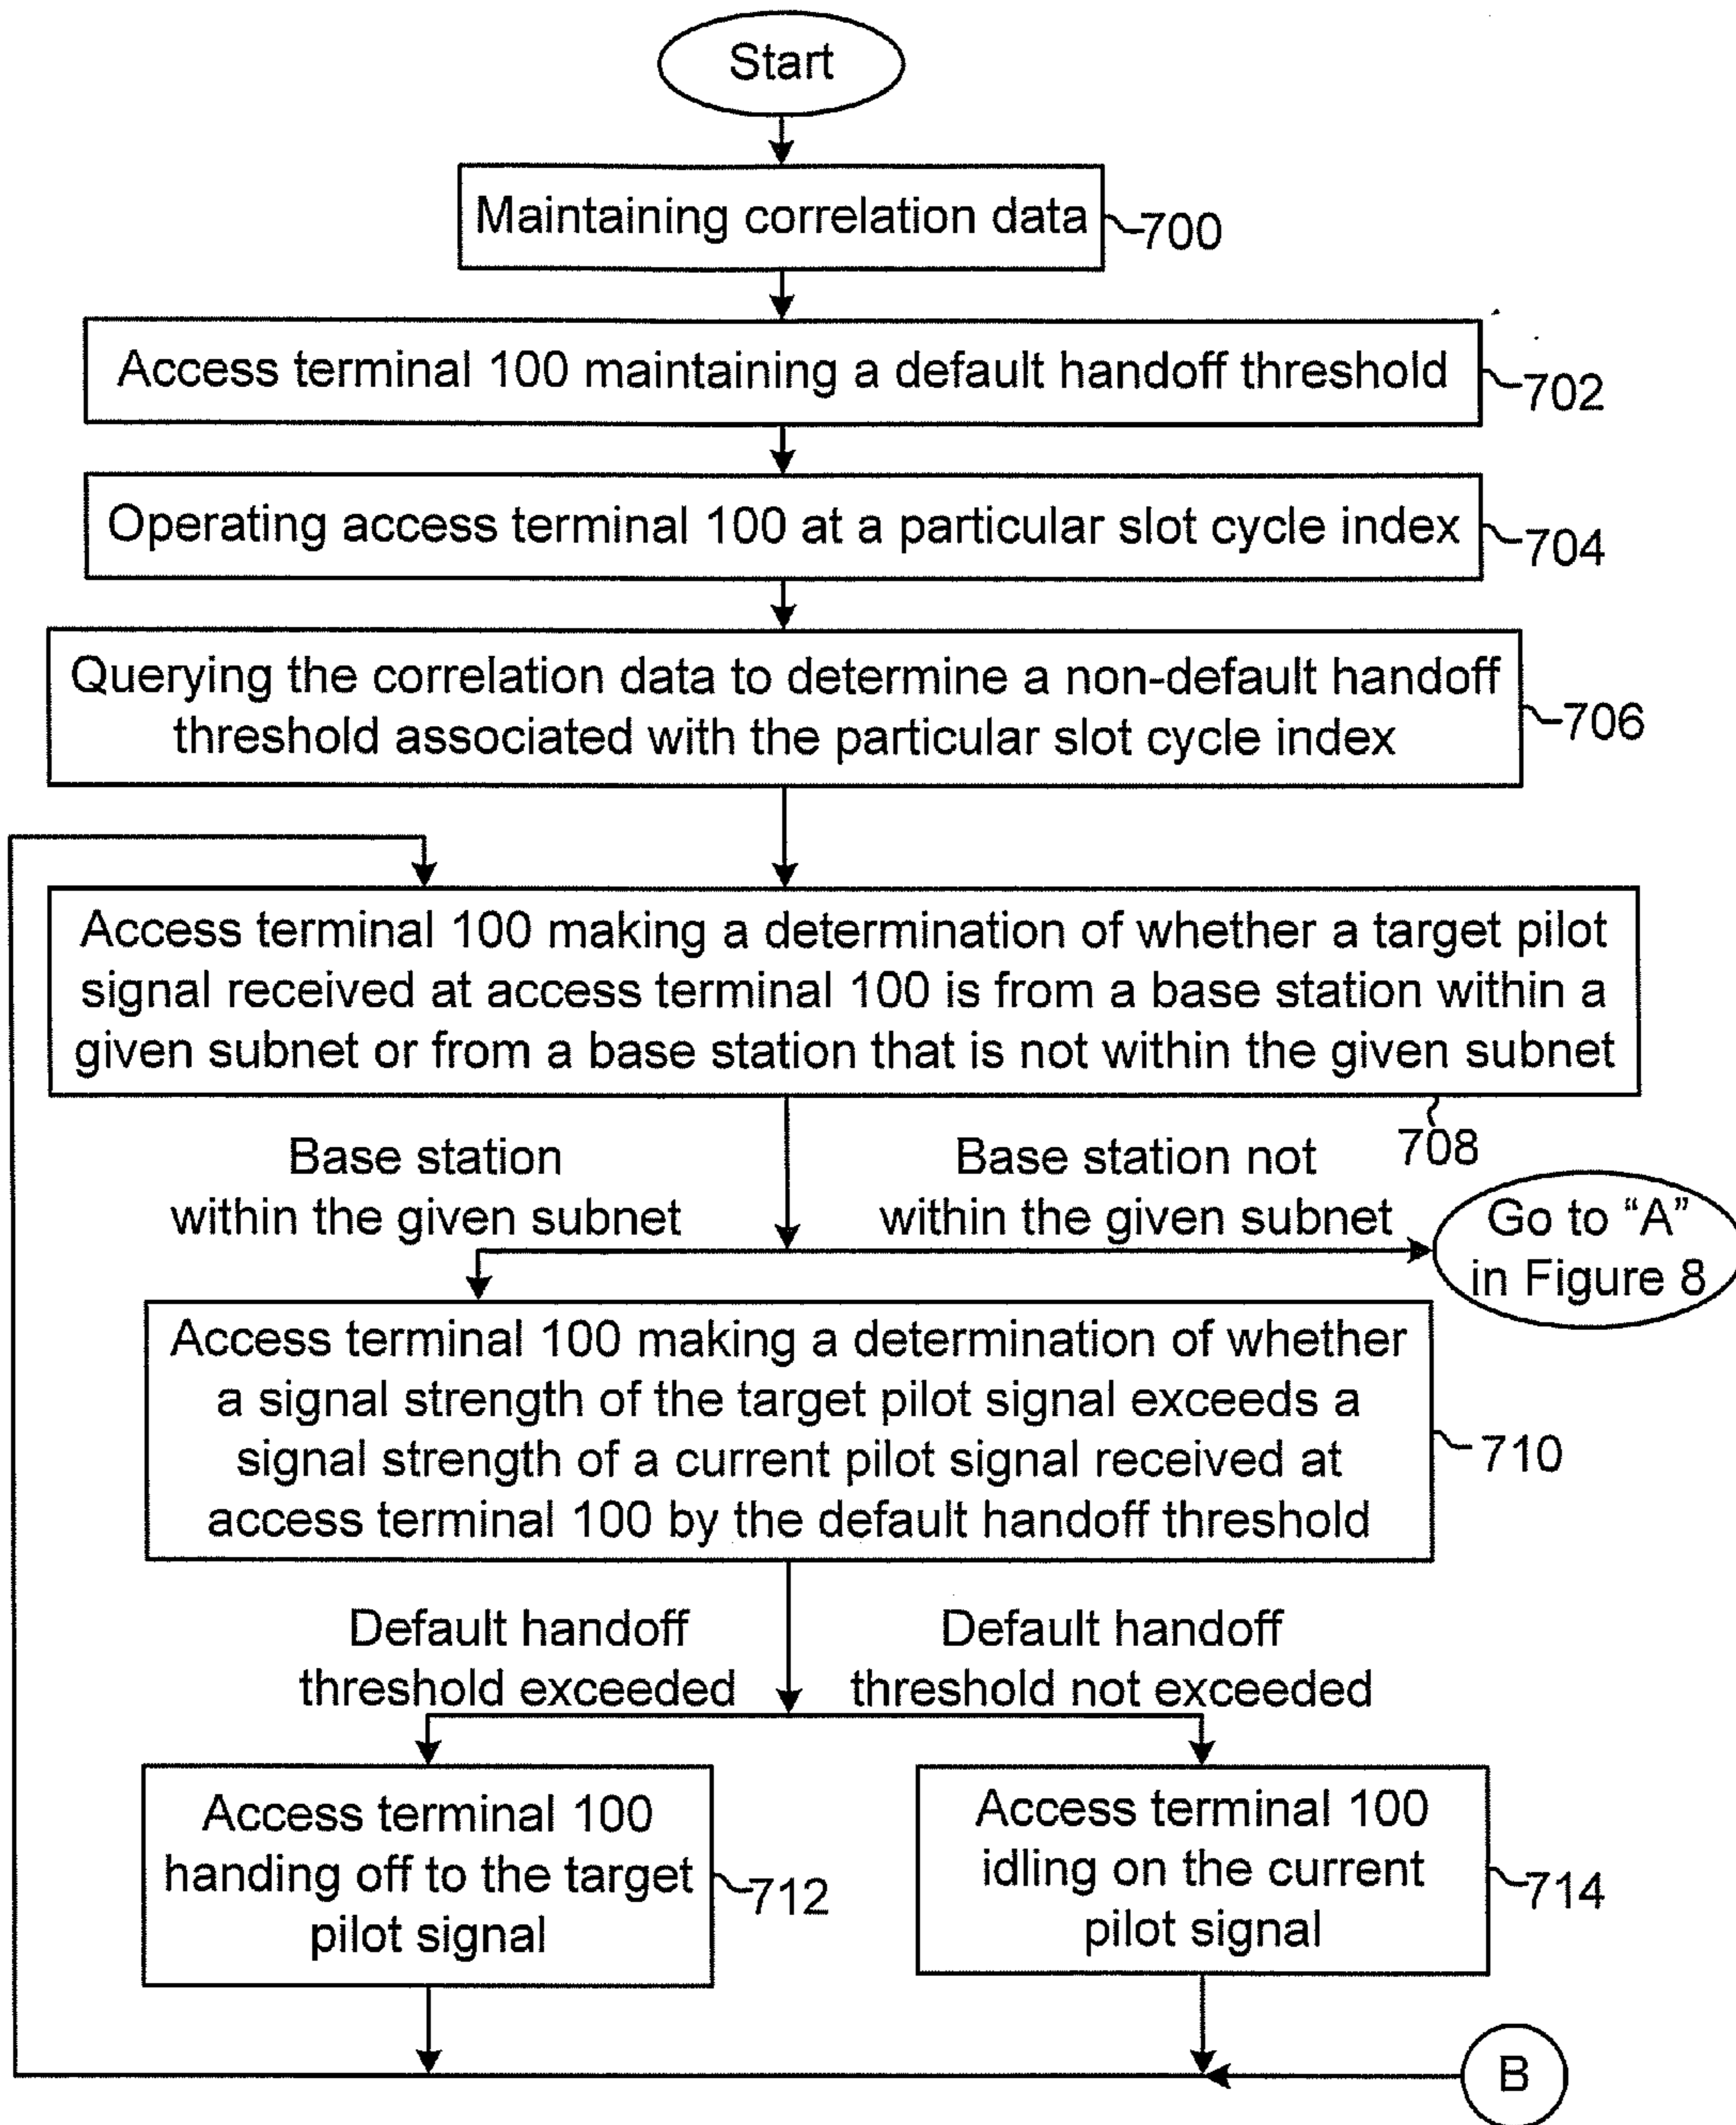 Start
Maintaining correlation data
700
Access terminal 100 maintaining a default handoff threshold
702
Operating access terminal 100 at a particular slot cycle index
704
Querying the correlation data to determine a non-default handoff
threshold associated with the particular slot cycle index
706
Access terminal 100 making a determination of whether a target pilot
signal received at access terminal 100 is from a base station within a
given subnet or from a base station that is not within the given subnet
708
Base station
within the given subnet
Base station not
within the given subnet
Go to “A”
in Figure 8
Access terminal 100 making a determination of whether
a signal strength of the target pilot signal exceeds a
signal strength of a current pilot signal received at
access terminal 100 by the default handoff threshold
710
Default handoff
threshold exceeded
Default handoff
threshold not exceeded
Access terminal 100
handing off to the target
pilot signal
712
Access terminal 100
idling on the current
pilot signal
714
B